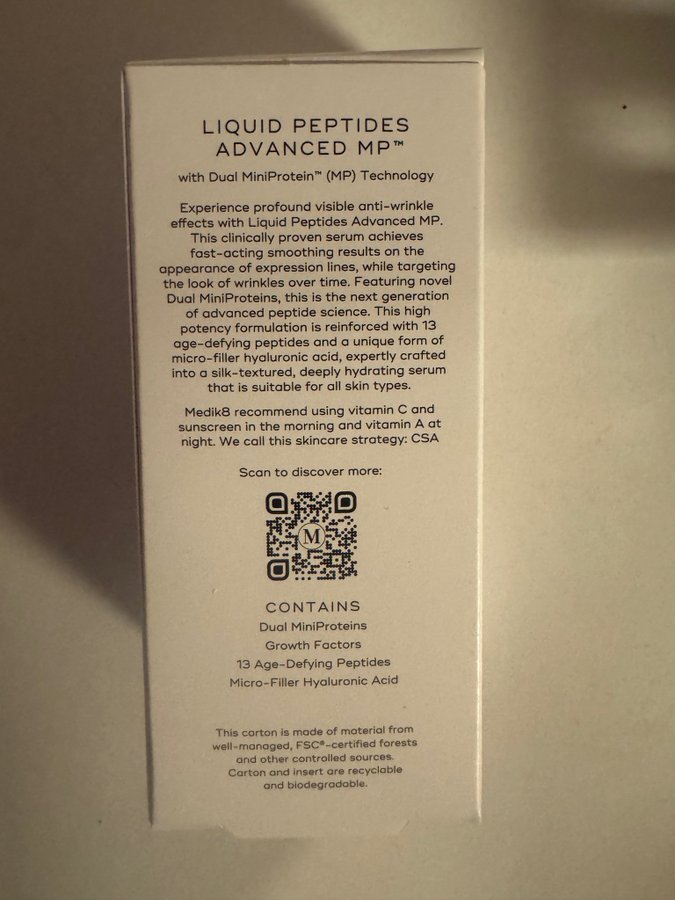 LIQUID PEPTIDES
ADVANCED MP™
with Dual MiniProtein™ (MP) Technology
Experience profound visible anti-wrinkle
effects with Liquid Peptides Advanced MP.
This clinically proven serum achieves
fast-acting smoothing results on the
appearance of expression lines, while targeting
the look of wrinkles over time. Featuring novel
Dual MiniProteins, this is the next generation
of advanced peptide science. This high
potency formulation is reinforced with 13
age-defying peptides and a unique form of
micro-filler hyaluronic acid, expertly crafted
into a silk-textured, deeply hydrating serum
that is suitable for all skin types.
Medik8 recommend using vitamin C and
sunscreen in the morning and vitamin A at
night. We call this skincare strategy: CSA
Scan to discover more:
M
CONTAINS
Dual MiniProteins
Growth Factors
13 Age-Defying Peptides
Micro-Filler Hyaluronic Acid
This carton is made of material from
well-managed, FSC®-certified forests
and other controlled sources.
Carton and insert are recyclable
and biodegradable.